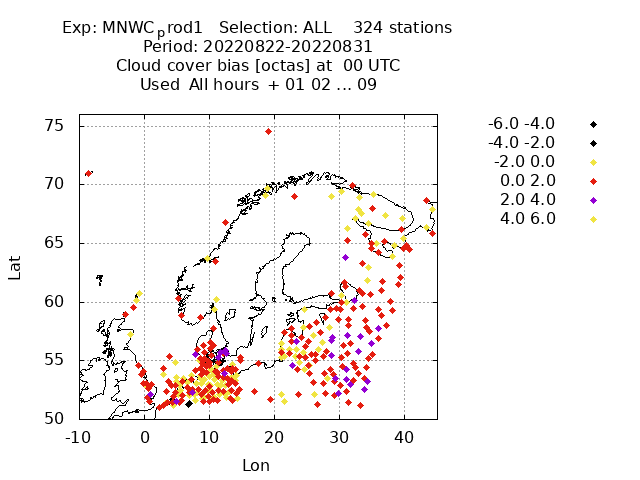 Exp: MNWCprod1 Selection: ALL 324 stations
Period: 20220822-20220831
Cloud cover bias [octas] at 00 UTC
Used All hours + 01 02 ... 09
75
70
65
60
55
50
-10 0 10 20 30 40
Lat
Lon
-6.0 -4.0
-4.0 -2.0
-2.0 0.0
0.0 2.0
2.0 4.0
4.0 6.0